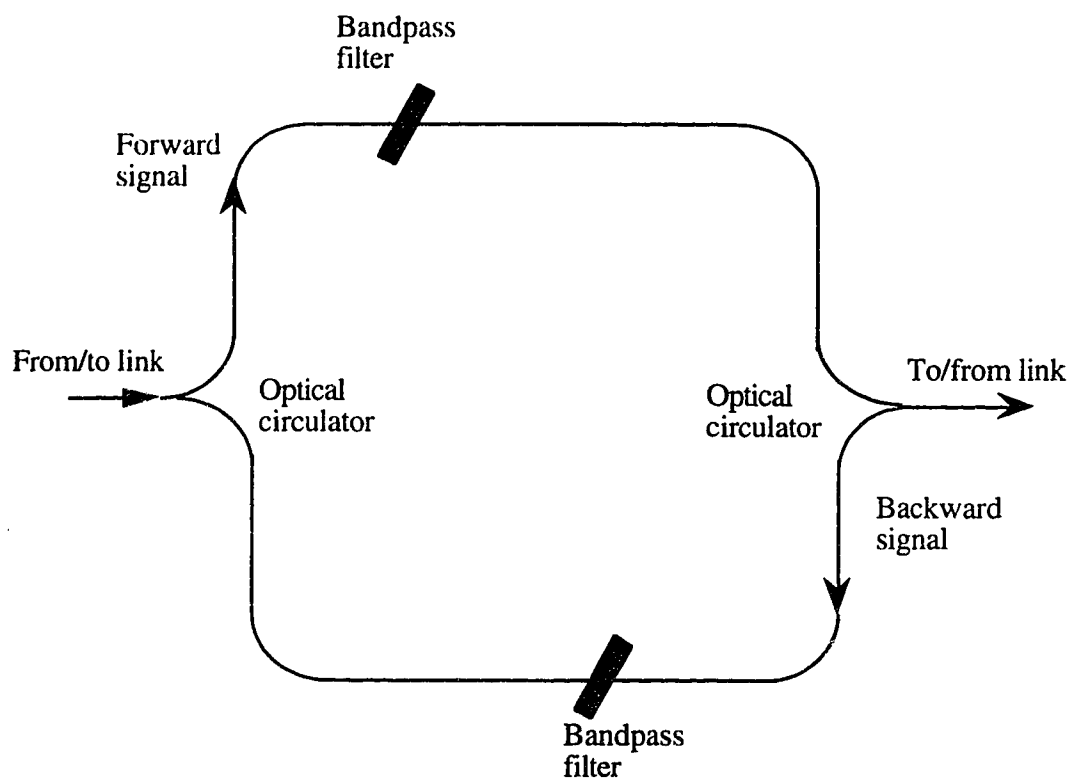 Bandpass
filter
Forward
signal
From/to link
Optical
circulator
Optical
circulator
To/from link
Backward
signal
Bandpass
filter